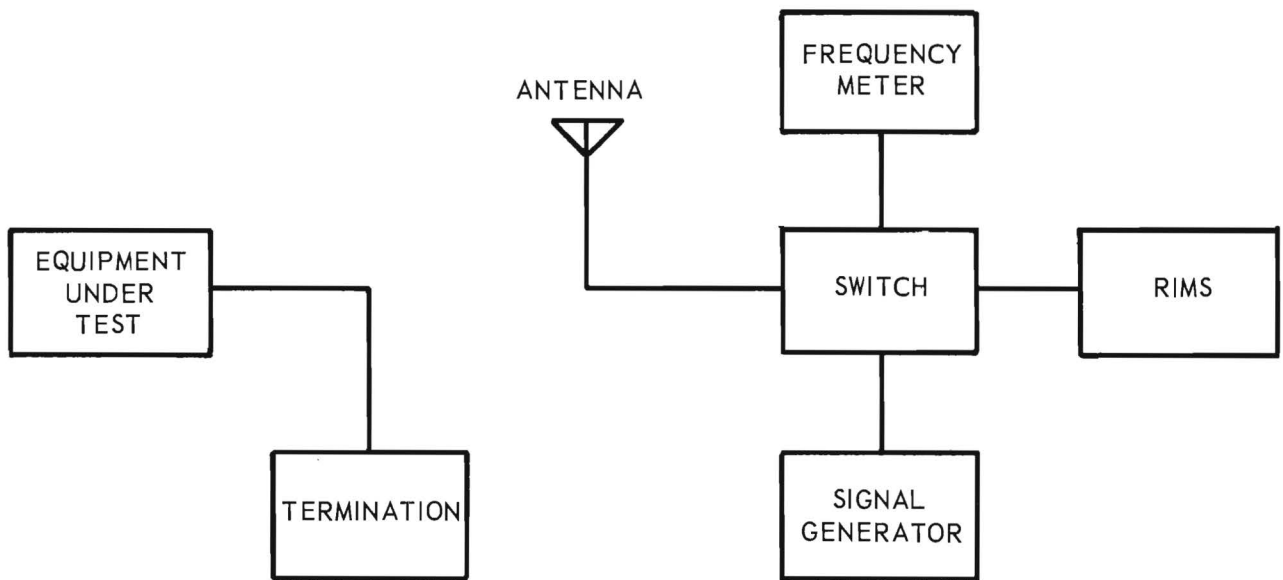 ANTENNA
FREQUENCY
METER
EQUIPMENT
UNDER
TEST
SWITCH
RIMS
TERMINATION
SIGNAL
GENERATOR